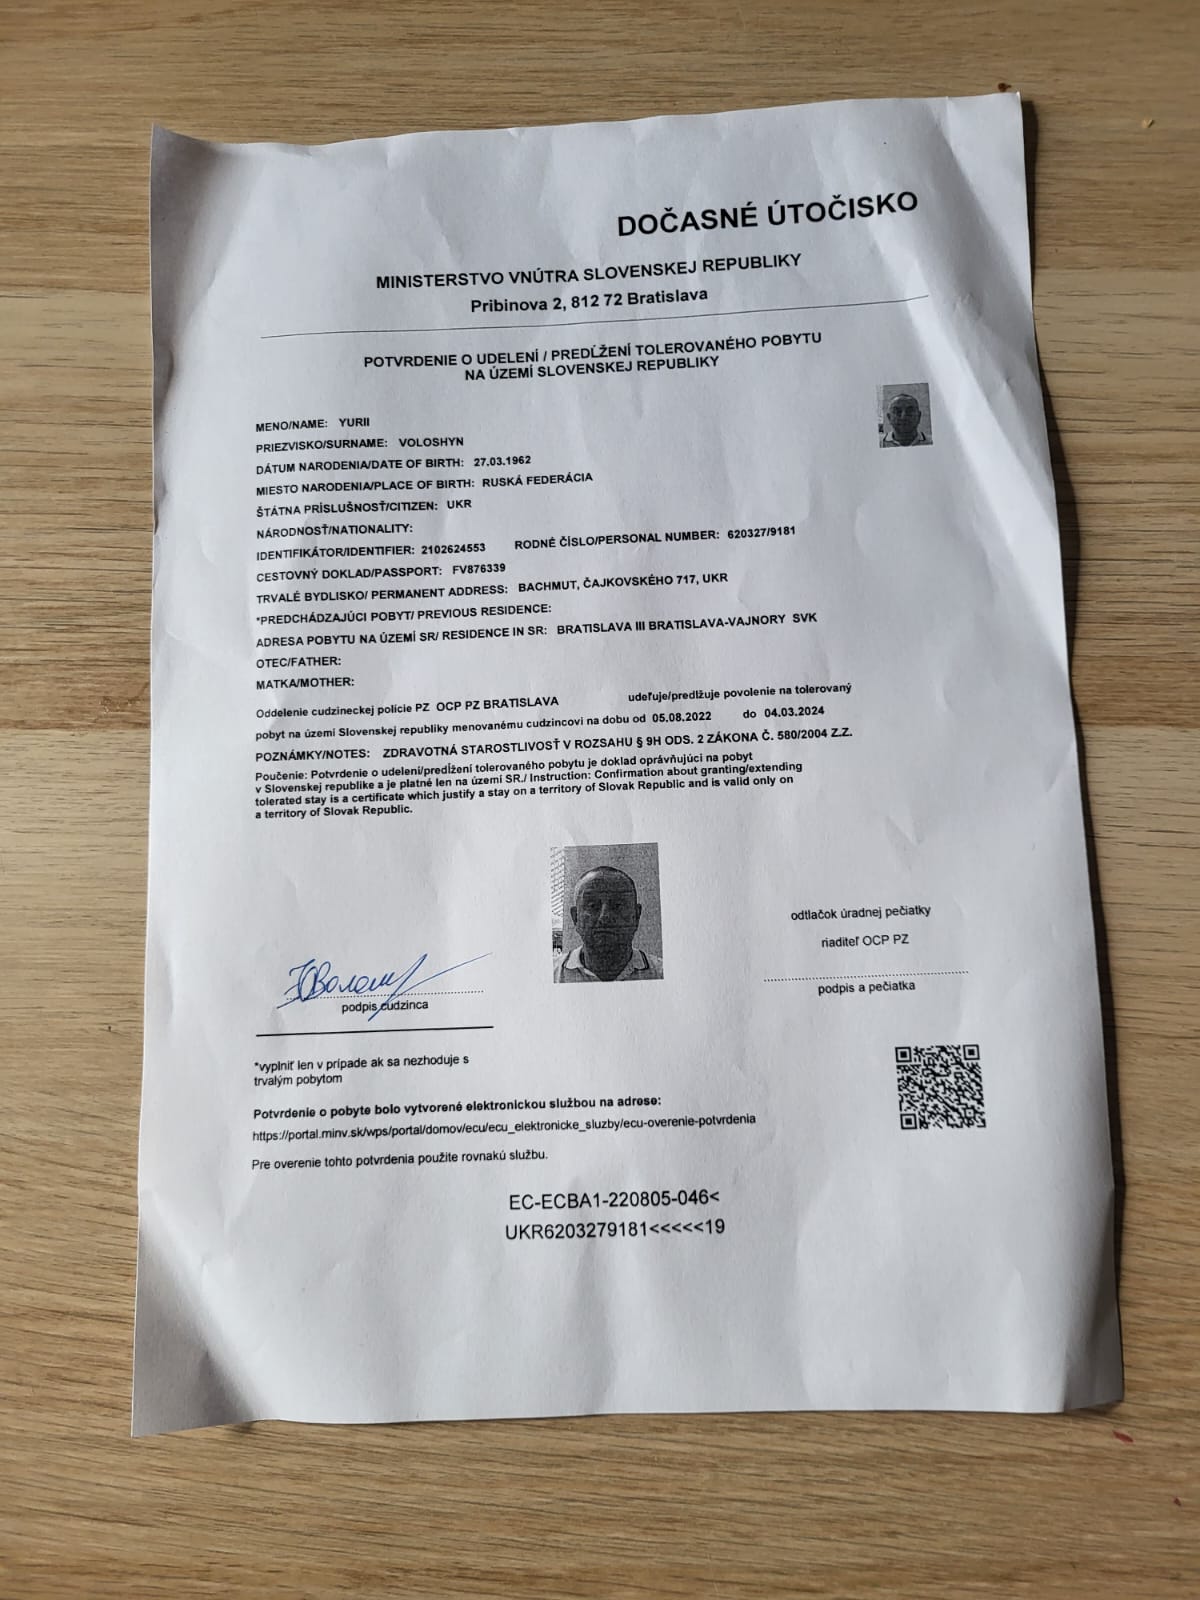 DOČASNÉ ÚTOČISKO
MINISTERSTVO VNÚTRA SLOVENSKEJ REPUBLIKY
Pribinova 2, 812 72 Bratislava
POTVRDENIE O UDELENÍ / PREDĹŽENÍ TOLEROVANÉHO POBYTU
NA ÚZEMÍ SLOVENSKEJ REPUBLIKY
MENO/NAME: YURII
PRIEZVISKO/SURNAME: VOLOSHYN
DÁTUM NARODENIA/DATE OF BIRTH: 27.03.1962
MIESTO NARODENIA/PLACE OF BIRTH: RUSKÁ FEDERÁCIA
ŠTÁTNA PRÍSLUŠNOSŤ/CITIZEN: UKR
NÁRODNOSŤ/NATIONALITY:
IDENTIFIKÁTOR/IDENTIFIER: 2102624553 RODNÉ ČÍSLO/PERSONAL NUMBER: 620327/9181
CESTOVNÝ DOKLAD/PASSPORT: FV876339
TRVALÉ BYDLISKO/ PERMANENT ADDRESS: BACHMUT, ČAJKOVSKÉHO 717, UKR
*PREDCHÁDZAJÚCI POBYT/ PREVIOUS RESIDENCE:
ADRESA POBYTU NA ÚZEMÍ SR/ RESIDENCE IN SR: BRATISLAVA III BRATISLAVA-VAJNORY SVK
OTEC/FATHER:
MATKA/MOTHER:
Oddelenie cudzineckej polície PZ OCP PZ BRATISLAVA udeľuje/predlžuje povolenie na tolerovaný
pobyt na území Slovenskej republiky menovanému cudzincovi na dobu od 05.08.2022 do 04.03.2024
POZNÁMKY/NOTES: ZDRAVOTNÁ STAROSTLIVOSŤ V ROZSAHU § 9H ODS. 2 ZÁKONA Č. 580/2004 Z.Z.
Poučenie: Potvrdenie o udelení/predĺžení tolerovaného pobytu je doklad oprávňujúci na pobyt
v Slovenskej republike a je platné len na území SR./ Instruction: Confirmation about granting/extending
tolerated stay is a certificate which justify a stay on a territory of Slovak Republic and is valid only on
a territory of Slovak Republic.
odtlačok úradnej pečiatky
riaditeľ OCP PZ
podpis a pečiatka
podpis cudzinca
*vyplniť len v prípade ak sa nezhoduje s
trvalým pobytom
Potvrdenie o pobyte bolo vytvorené elektronickou službou na adrese:
https://portal.minv.sk/wps/portal/domov/ecu/ecu_elektronicke_sluzby/ecu-overenie-potvrdenia
Pre overenie tohto potvrdenia použite rovnakú službu.
EC-ECBA1-220805-046<
UKR6203279181<<<<<19